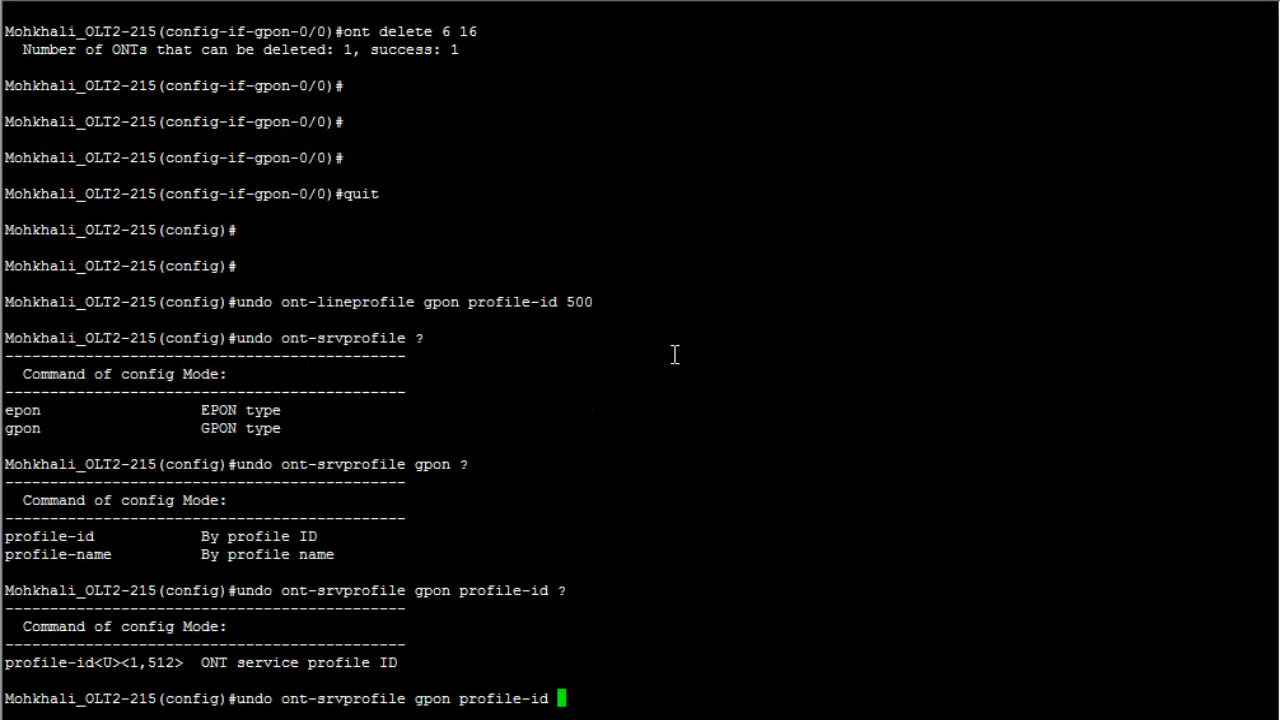 Mohkhali_OLT2-215(config-if-gpon-0/0)#ont delete 6 16
Number of ONTs that can be deleted: 1, success: 1
Mohkhali_OLT2-215(config-if-gpon-0/0)#
Mohkhali_OLT2-215(config-if-gpon-0/0)#
Mohkhali_OLT2-215(config-if-gpon-0/0)#
Mohkhali_OLT2-215(config-if-gpon-0/0)#quit
Mohkhali_OLT2-215(config)#
Mohkhali_OLT2-215(config)#
Mohkhali_OLT2-215(config)#undo ont-lineprofile gpon profile-id 500
Mohkhali_OLT2-215(config)#undo ont-srvprofile ?
---------------------------------------------
Command of config Mode:
---------------------------------------------
epon                  EPON type
gpon                  GPON type
Mohkhali_OLT2-215(config)#undo ont-srvprofile gpon ?
---------------------------------------------
Command of config Mode:
---------------------------------------------
profile-id            By profile ID
profile-name          By profile name
Mohkhali_OLT2-215(config)#undo ont-srvprofile gpon profile-id ?
---------------------------------------------
Command of config Mode:
---------------------------------------------
profile-id<U><1,512>  ONT service profile ID
Mohkhali_OLT2-215(config)#undo ont-srvprofile gpon profile-id